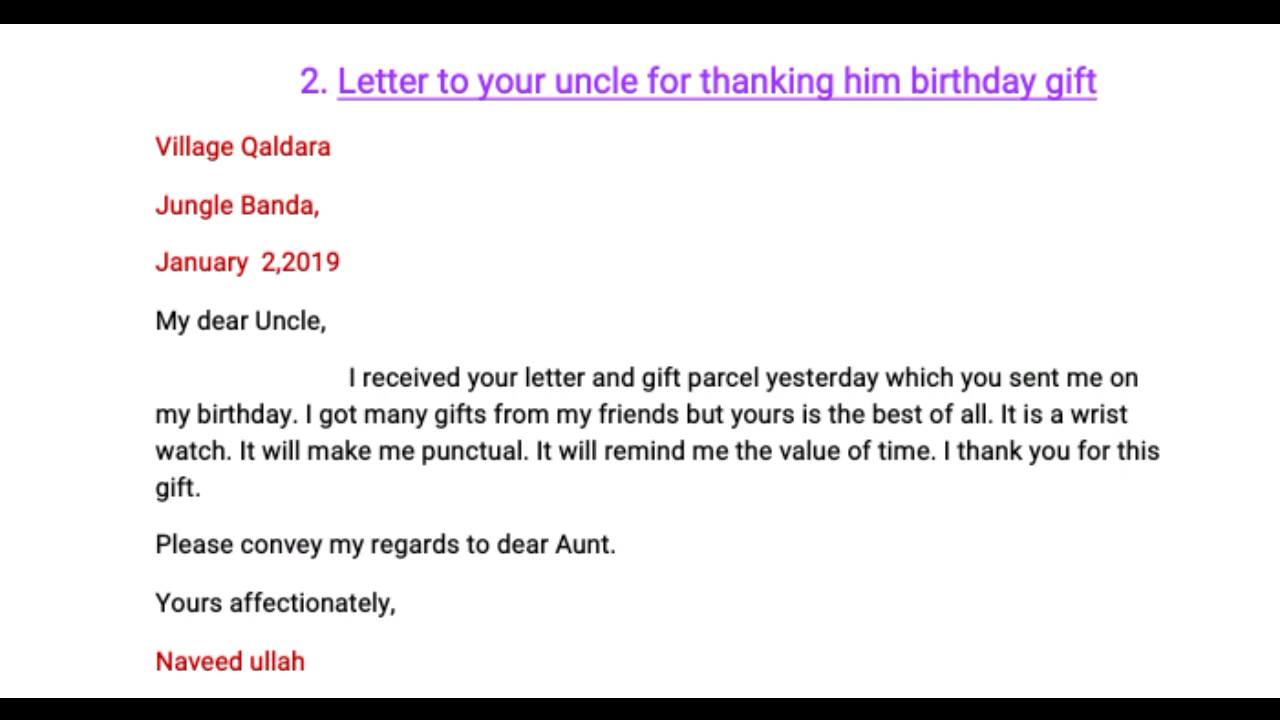 2. Letter to your uncle for thanking him birthday gift
Village Qaldara
Jungle Banda,
January  2,2019
My dear Uncle,
I received your letter and gift parcel yesterday which you sent me on
my birthday. I got many gifts from my friends but yours is the best of all. It is a wrist
watch. It will make me punctual. It will remind me the value of time. I thank you for this
gift.
Please convey my regards to dear Aunt.
Yours affectionately,
Naveed ullah